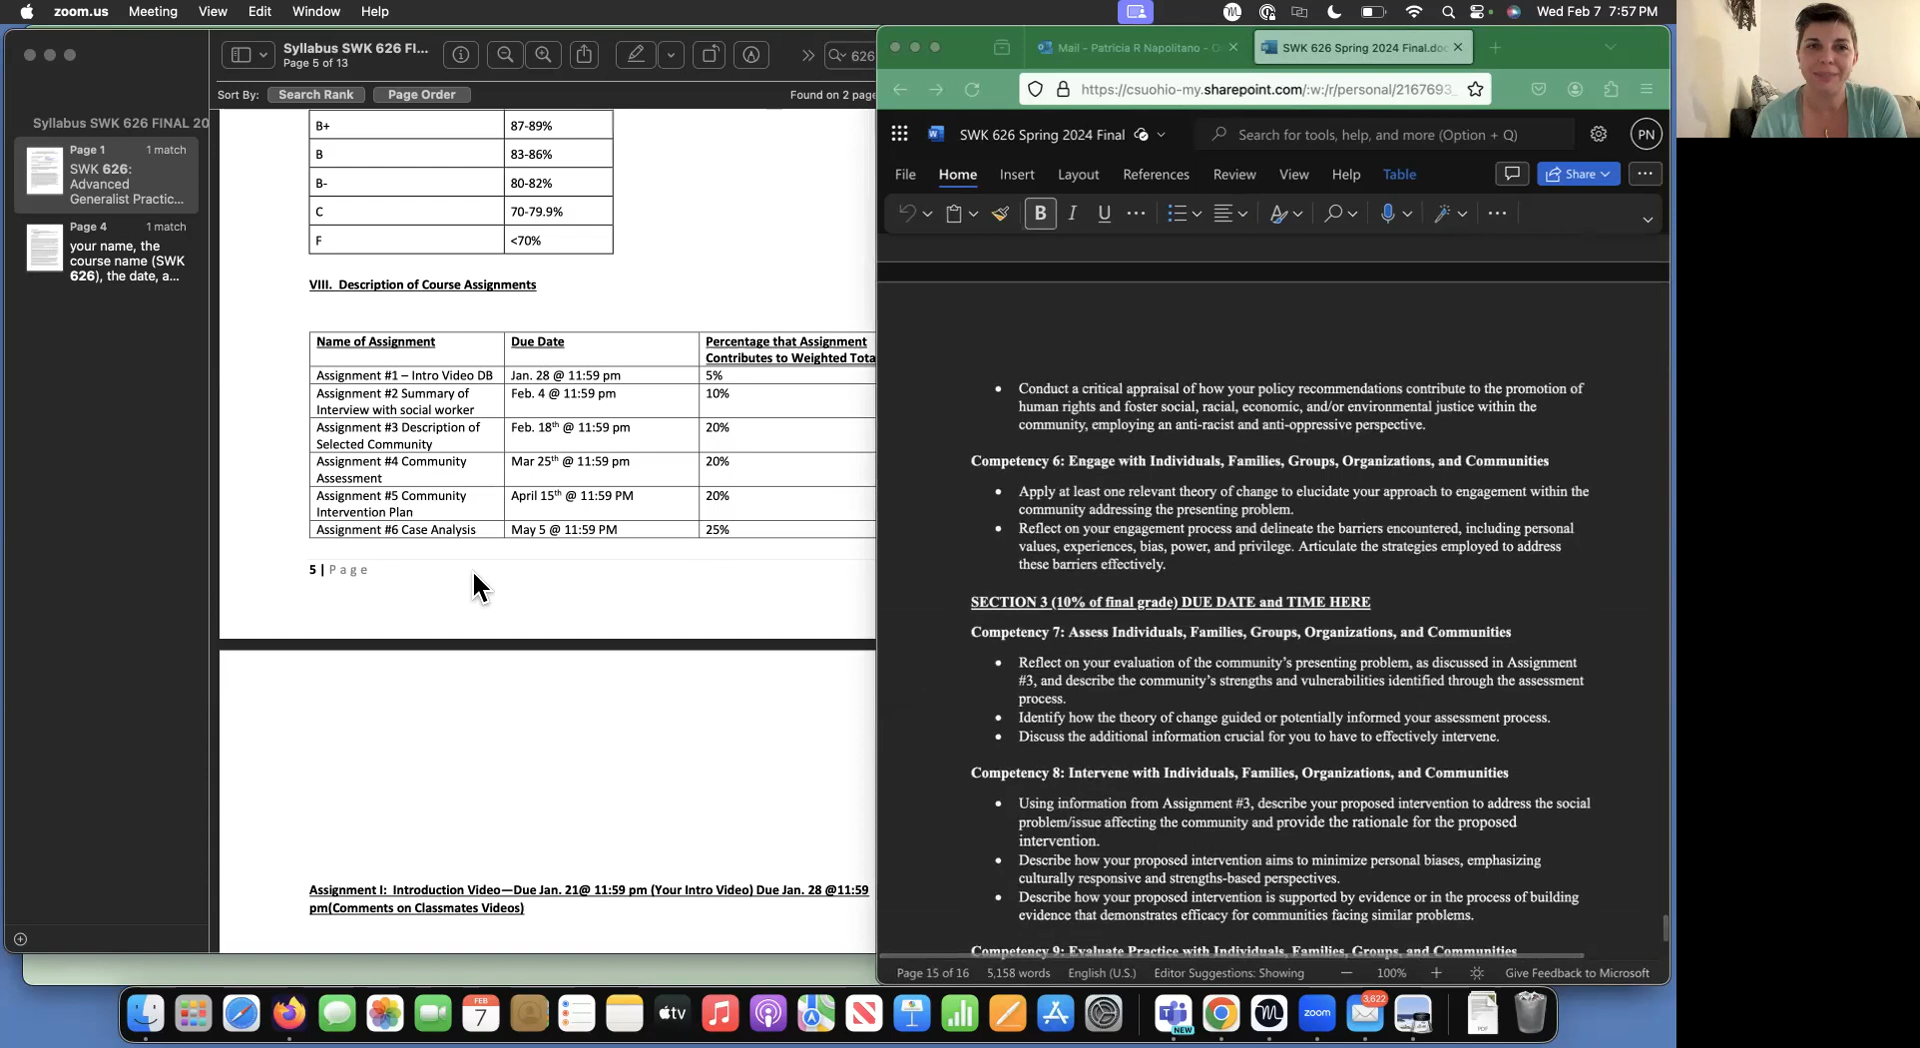 zoom.us Meeting View Edit Window Help
Wed Feb 7 7:57 PM
Syllabus SWK 626 FI...
Page 5 of 13
626
Sort By: Search Rank Page Order Found on 2 page
Syllabus SWK 626 FINAL 20
Page 1 1 match
SWK 626:
Advanced
Generalist Practic...
Page 4 1 match
your name, the
course name (SWK
626), the date, a...
B+ 87-89%
B 83-86%
B- 80-82%
C 70-79.9%
F <70%
VIII. Description of Course Assignments
Name of Assignment Due Date Percentage that Assignment
Contributes to Weighted Tota
Assignment #1 – Intro Video DB Jan. 28 @ 11:59 pm 5%
Assignment #2 Summary of Feb. 4 @ 11:59 pm 10%
Interview with social worker
Assignment #3 Description of Feb. 18th @ 11:59 pm 20%
Selected Community
Assignment #4 Community Mar 25th @ 11:59 pm 20%
Assessment
Assignment #5 Community April 15th @ 11:59 PM 20%
Intervention Plan
Assignment #6 Case Analysis May 5 @ 11:59 PM 25%
5 | Page
Assignment I: Introduction Video—Due Jan. 21@ 11:59 pm (Your Intro Video) Due Jan. 28 @11:59
pm(Comments on Classmates Videos)
Mail - Patricia R Napolitano - O
SWK 626 Spring 2024 Final.doc
https://csuohio-my.sharepoint.com/:w:/r/personal/2167693_
SWK 626 Spring 2024 Final
Search for tools, help, and more (Option + Q)
PN
File Home Insert Layout References Review View Help Table Share
B I U
Conduct a critical appraisal of how your policy recommendations contribute to the promotion of
human rights and foster social, racial, economic, and/or environmental justice within the
community, employing an anti-racist and anti-oppressive perspective.
Competency 6: Engage with Individuals, Families, Groups, Organizations, and Communities
Apply at least one relevant theory of change to elucidate your approach to engagement within the
community addressing the presenting problem.
Reflect on your engagement process and delineate the barriers encountered, including personal
values, experiences, bias, power, and privilege. Articulate the strategies employed to address
these barriers effectively.
SECTION 3 (10% of final grade) DUE DATE and TIME HERE
Competency 7: Assess Individuals, Families, Groups, Organizations, and Communities
Reflect on your evaluation of the community's presenting problem, as discussed in Assignment
#3, and describe the community's strengths and vulnerabilities identified through the assessment
process.
Identify how the theory of change guided or potentially informed your assessment process.
Discuss the additional information crucial for you to have to effectively intervene.
Competency 8: Intervene with Individuals, Families, Organizations, and Communities
Using information from Assignment #3, describe your proposed intervention to address the social
problem/issue affecting the community and provide the rationale for the proposed
intervention.
Describe how your proposed intervention aims to minimize personal biases, emphasizing
culturally responsive and strengths-based perspectives.
Describe how your proposed intervention is supported by evidence or in the process of building
evidence that demonstrates efficacy for communities facing similar problems.
Competency 9: Evaluate Practice with Individuals, Families, Groups, and Communities
Page 15 of 16 5,158 words English (U.S.) Editor Suggestions: Showing 100% Give Feedback to Microsoft
FEB
7
tv
NEW
zoom
3,622
PDF